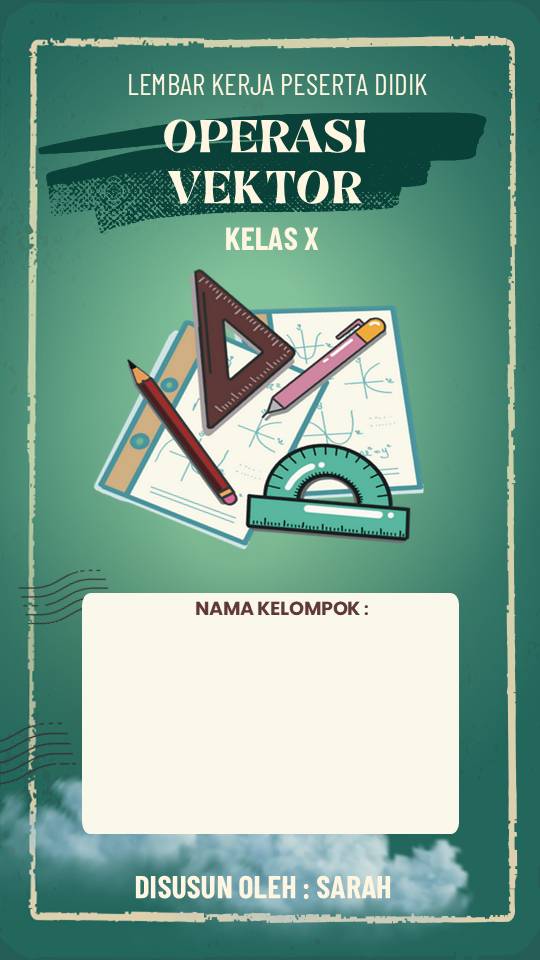 LEMBAR KERJA PESERTA DIDIK
OPERASI
VEKTOR
KELAS X
NAMA KELOMPOK :
DISUSUN OLEH : SARAH